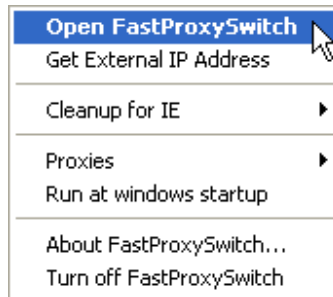 Open FastProxySwitch
Get External IP Address
Cleanup for IE
Proxies
Run at windows startup
About FastProxySwitch...
Turn off FastProxySwitch